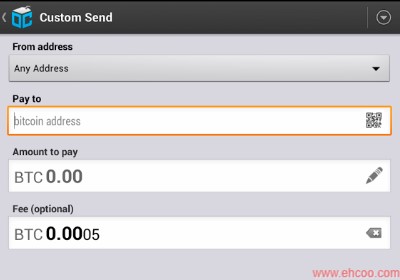 Custom Send
From address
Any Address
Pay to
bitcoin address
Amount to pay
BTC 0.00
Fee (optional)
BTC 0.0005
www.ehcoo.com